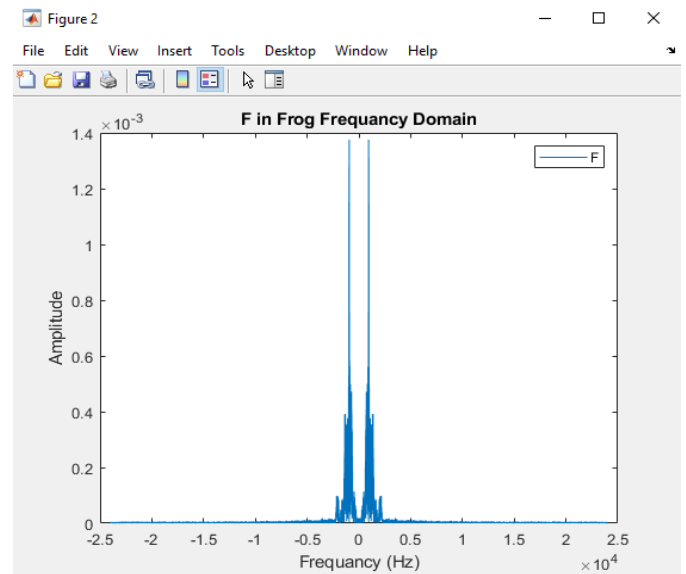 Figure 2
File Edit View Insert Tools Desktop Window Help
×10⁻³
F in Frog Frequancy Domain
F
1.4
1.2
1
0.8
0.6
0.4
0.2
0
Amplitude
-2.5 -2 -1.5 -1 -0.5 0 0.5 1 1.5 2 2.5
Frequancy (Hz)
×10⁴